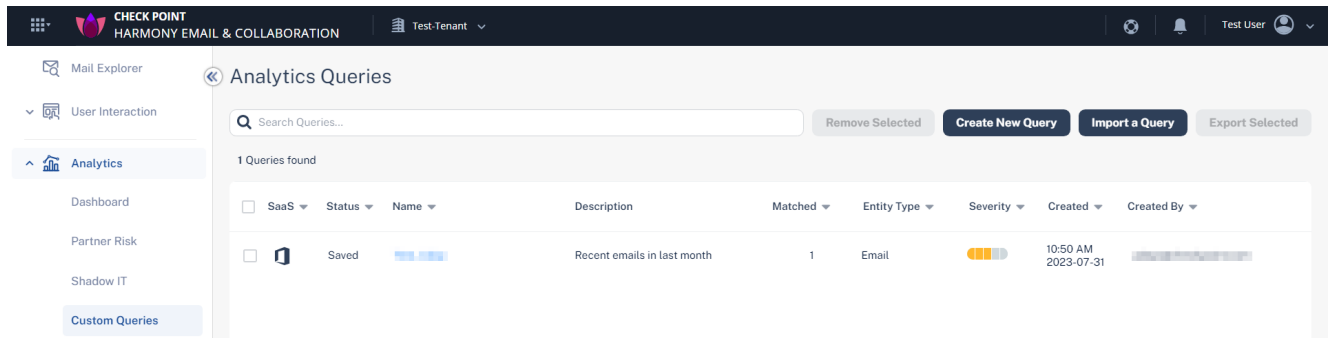 CHECK POINT
HARMONY EMAIL & COLLABORATION
Test-Tenant
Test User
Mail Explorer
User Interaction
Analytics
Dashboard
Partner Risk
Shadow IT
Custom Queries
Analytics Queries
Search Queries...
Remove Selected
Create New Query
Import a Query
Export Selected
1 Queries found
SaaS Status Name Description Matched Entity Type Severity Created Created By
Saved Recent emails in last month 1 Email 10:50 AM
2023-07-31